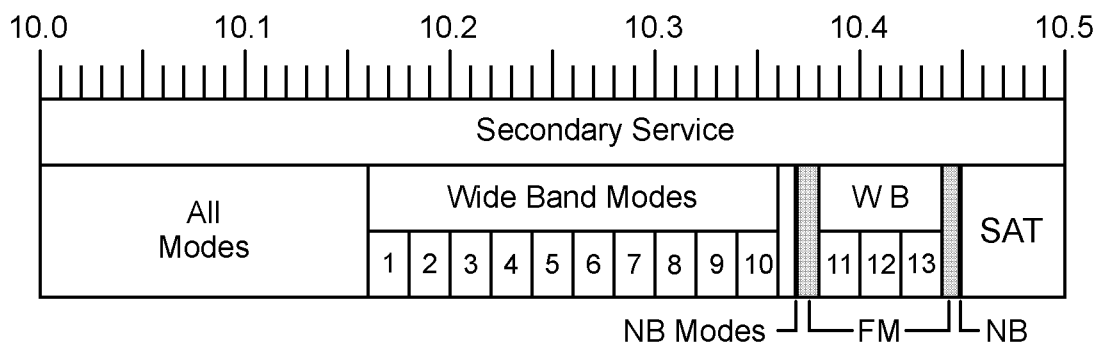 10.0 10.1 10.2 10.3 10.4 10.5
Secondary Service
All
Modes
Wide Band Modes
W B
SAT
1 2 3 4 5 6 7 8 9 10 11 12 13
NB Modes FM NB